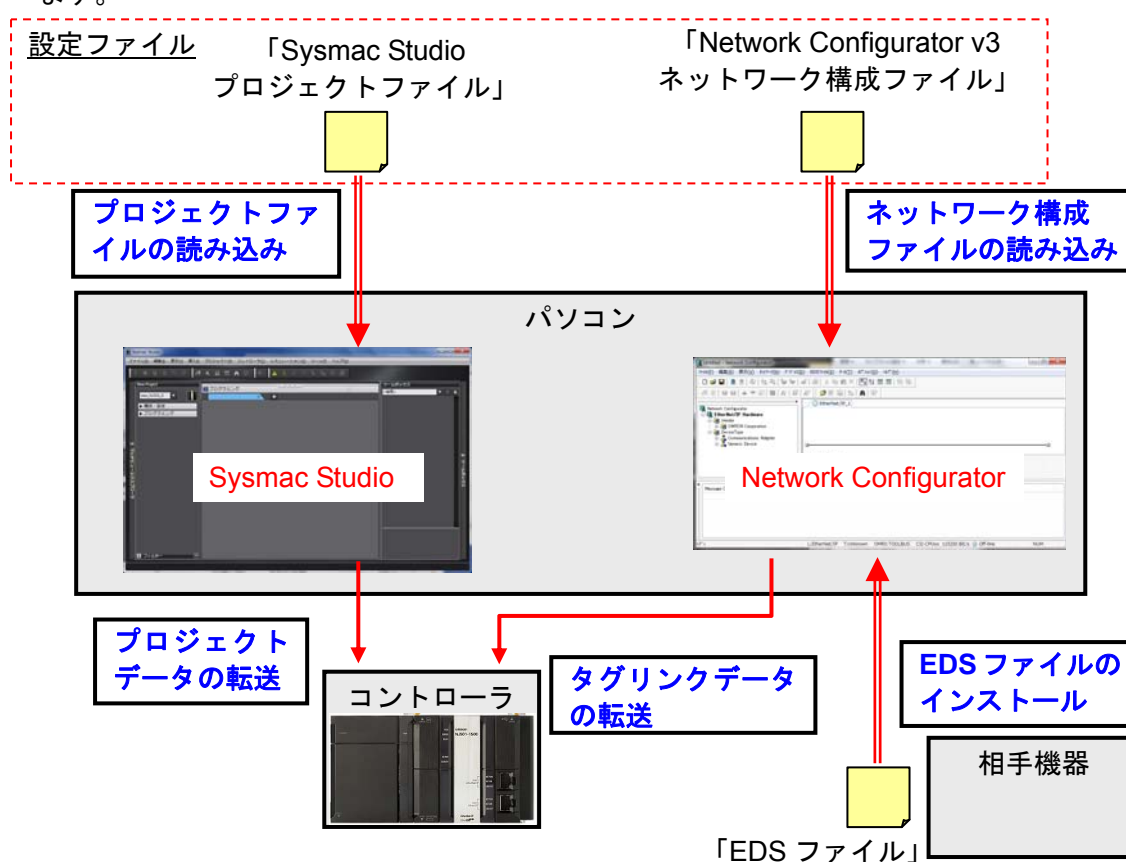 ます。
設定ファイル
「Sysmac Studio
プロジェクトファイル」
「Network Configurator v3
ネットワーク構成ファイル」
プロジェクトファ
イルの読み込み
ネットワーク構成
ファイルの読み込み
パソコン
Sysmac Studio
Network Configurator
プロジェクト
データの転送
コントローラ
タグリンクデータ
の転送
EDS ファイルの
インストール
相手機器
「EDS ファイル」